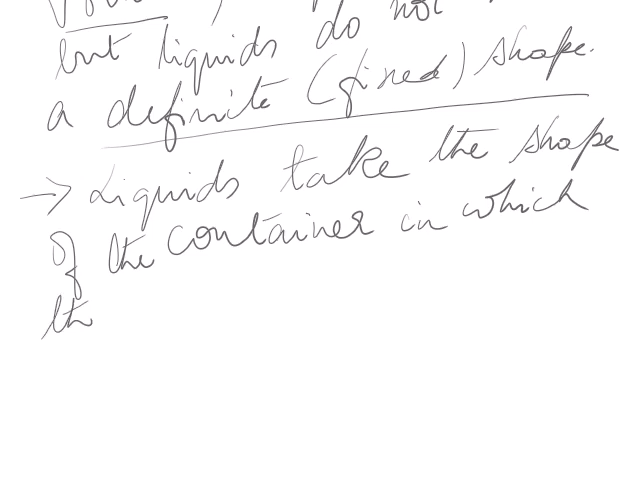 but liquids do not
a definite (fixed) shape.
→ Liquids take the shape
of the container in which
th